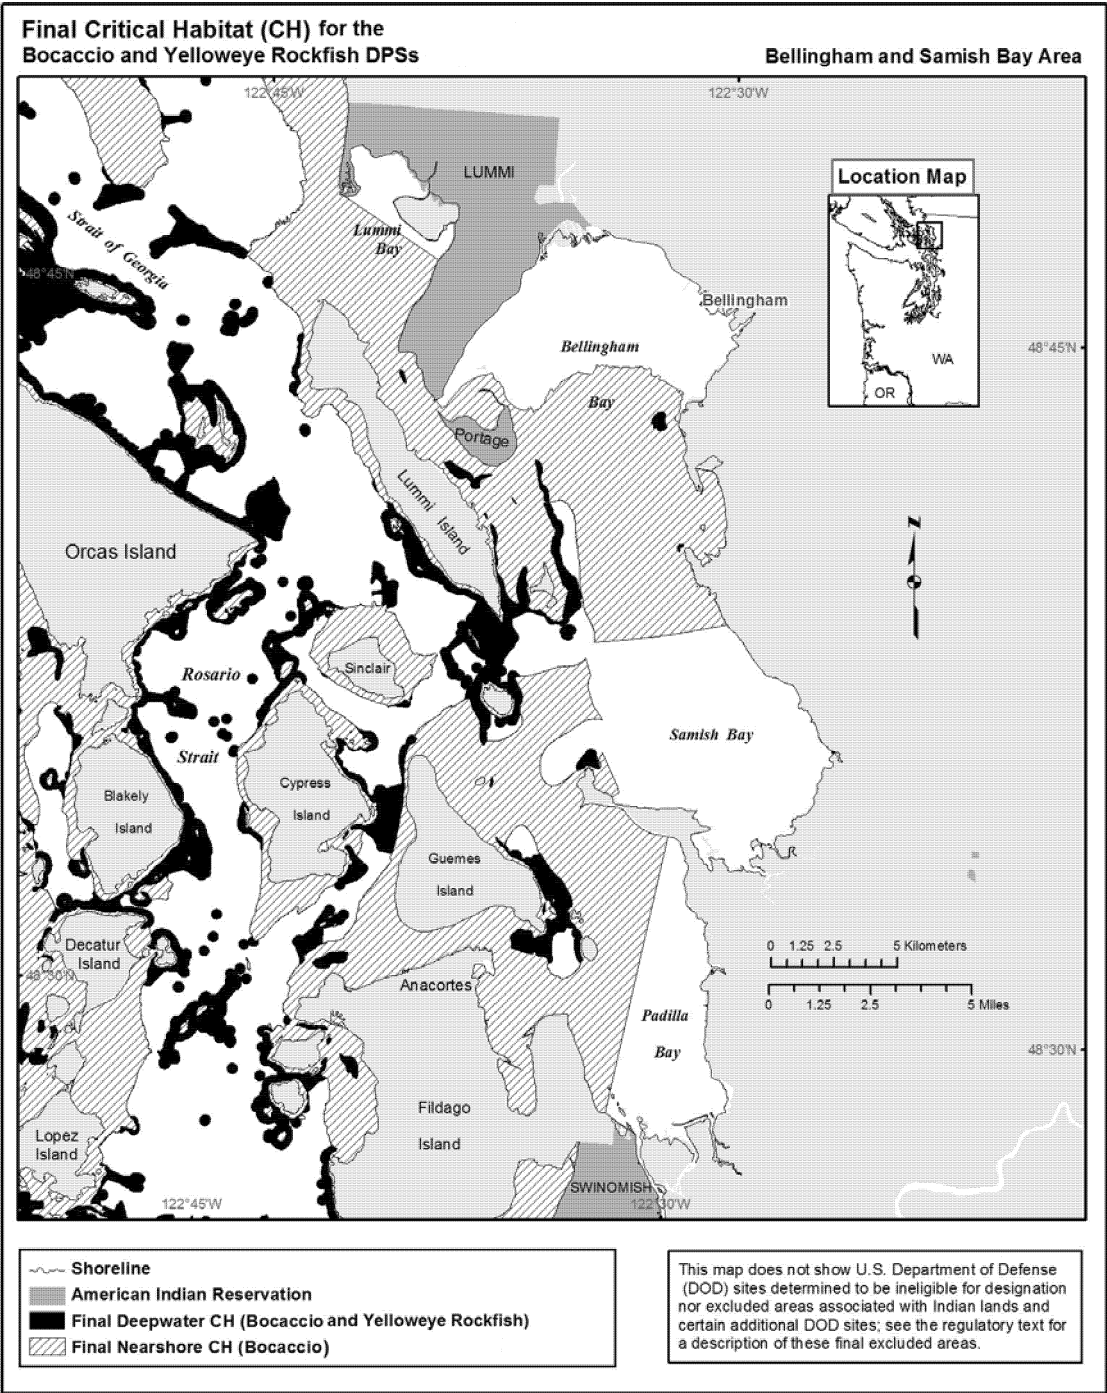 Final Critical Habitat (CH) for the
Bocaccio and Yelloweye Rockfish DPSs
Bellingham and Samish Bay Area
122°45'W
122°30'W
LUMMI
Location Map
Strait of Georgia
Lummi
Bay
48°45'N
Bellingham
Bellingham
48°45'N
WA
OR
Bay
Portage
Lummi Island
Orcas Island
N
Sinclair
Rosario
Strait
Samish Bay
Cypress
Island
Blakely
Island
Guemes
Island
Decatur
Island
0 1.25 2.5 5 Kilometers
48°30'N
Anacortes
0 1.25 2.5 5 Miles
Padilla
Bay
48°30'N
Fildago
Island
Lopez
Island
SWINOMISH
122°45'W
122°30'W
Shoreline
American Indian Reservation
Final Deepwater CH (Bocaccio and Yelloweye Rockfish)
Final Nearshore CH (Bocaccio)
This map does not show U.S. Department of Defense
(DOD) sites determined to be ineligible for designation
nor excluded areas associated with Indian lands and
certain additional DOD sites; see the regulatory text for
a description of these final excluded areas.